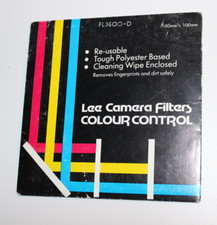 FL3600-D
100mm x 100mm
• Re-usable
• Tough Polyester Based
• Cleaning Wipe Enclosed
Removes fingerprints and dirt safely
Lee Camera Filters
COLOUR CONTROL